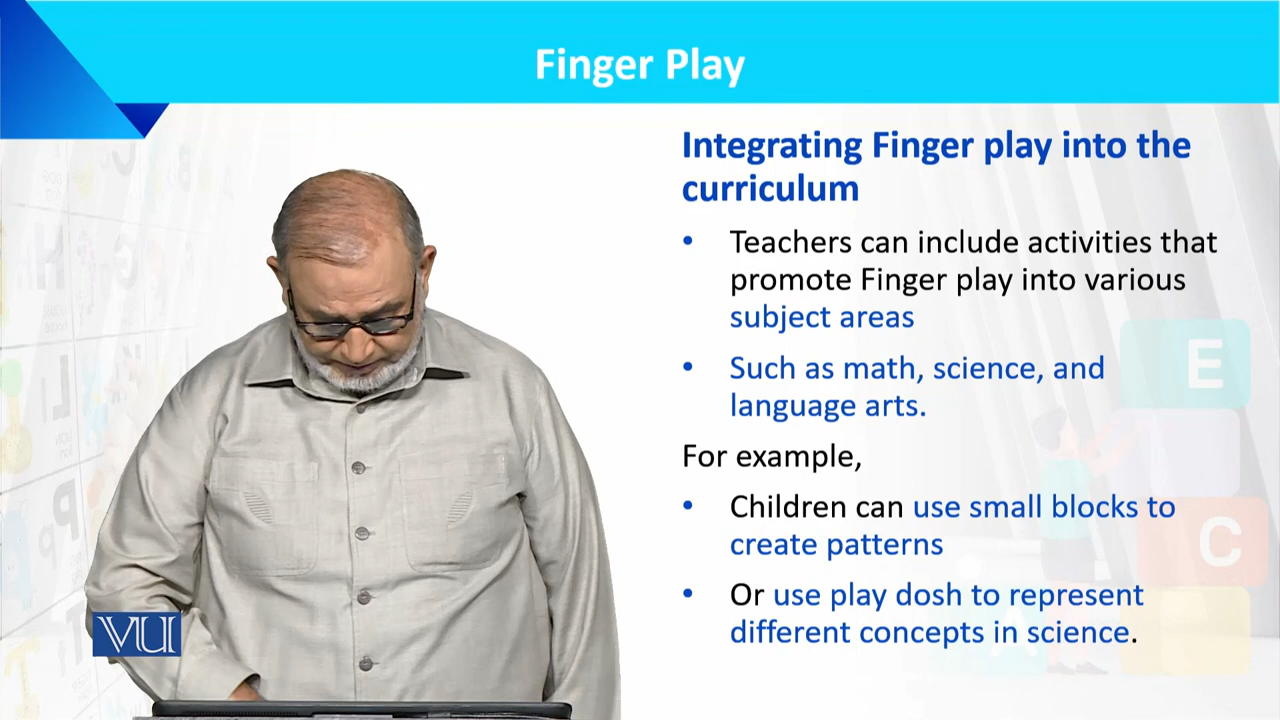 Finger Play
Integrating Finger play into the
curriculum
• Teachers can include activities that
promote Finger play into various
subject areas
• Such as math, science, and
language arts.
For example,
• Children can use small blocks to
create patterns
• Or use play dosh to represent
different concepts in science.
E
C
A
VU